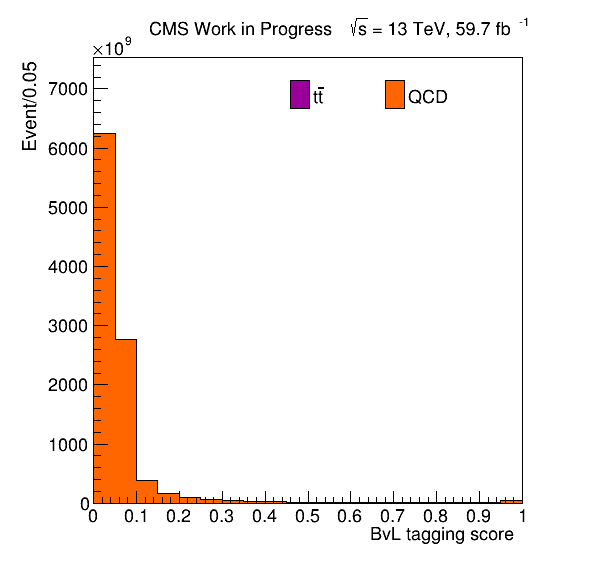 CMS Work in Progress √s = 13 TeV, 59.7 fb⁻¹
×10⁹
Event/0.05
tt̅
QCD
7000
6000
5000
4000
3000
2000
1000
0
0 0.1 0.2 0.3 0.4 0.5 0.6 0.7 0.8 0.9 1
BvL tagging score